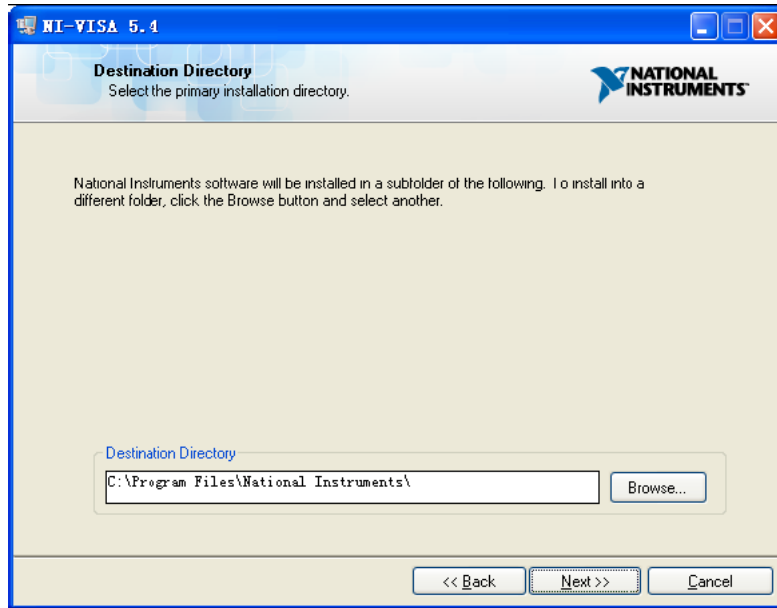 NI-VISA 5.4
Destination Directory
Select the primary installation directory.
NATIONAL
INSTRUMENTS™
National Instruments software will be installed in a subfolder of the following. To install into a
different folder, click the Browse button and select another.
Destination Directory
C:\Program Files\National Instruments\
Browse...
<< Back
Next >>
Cancel